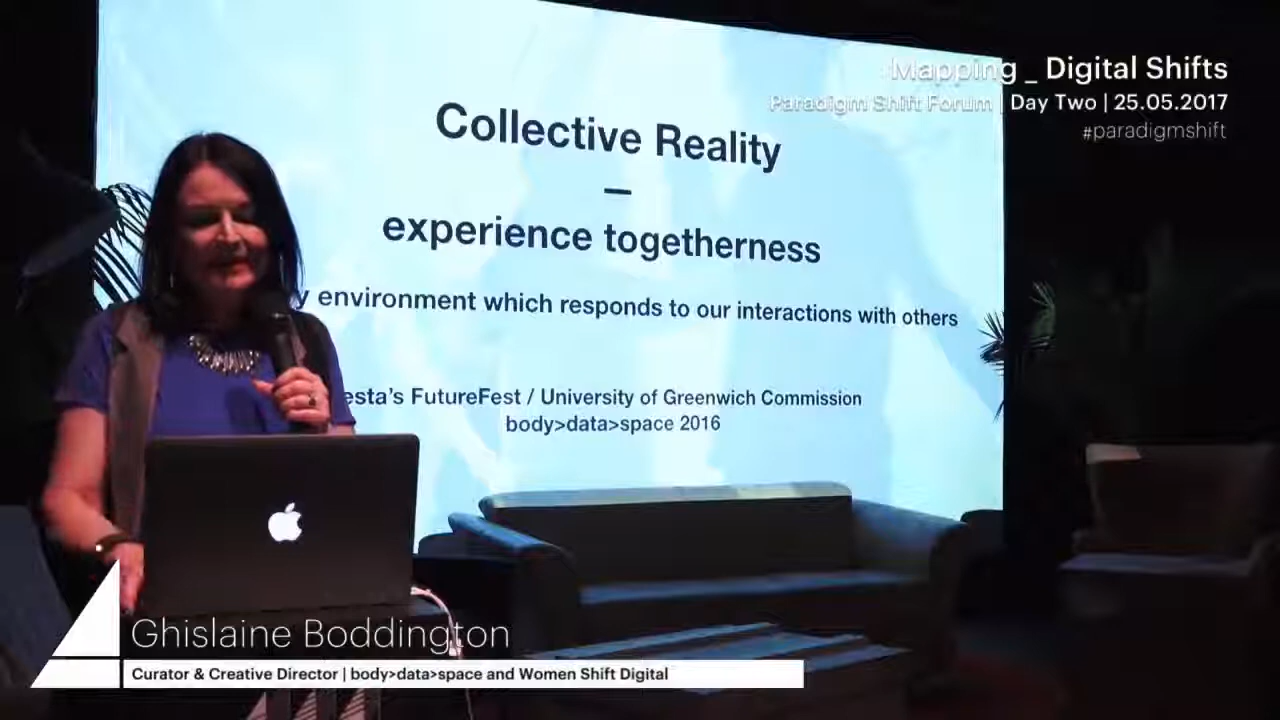 Mapping _ Digital Shifts
Paradigm Shift Forum | Day Two | 25.05.2017
#paradigmshift
Collective Reality
–
experience togetherness
environment which responds to our interactions with others
FutureFest / University of Greenwich Commission
body>data>space 2016
Ghislaine Boddington
Curator & Creative Director | body>data>space and Women Shift Digital